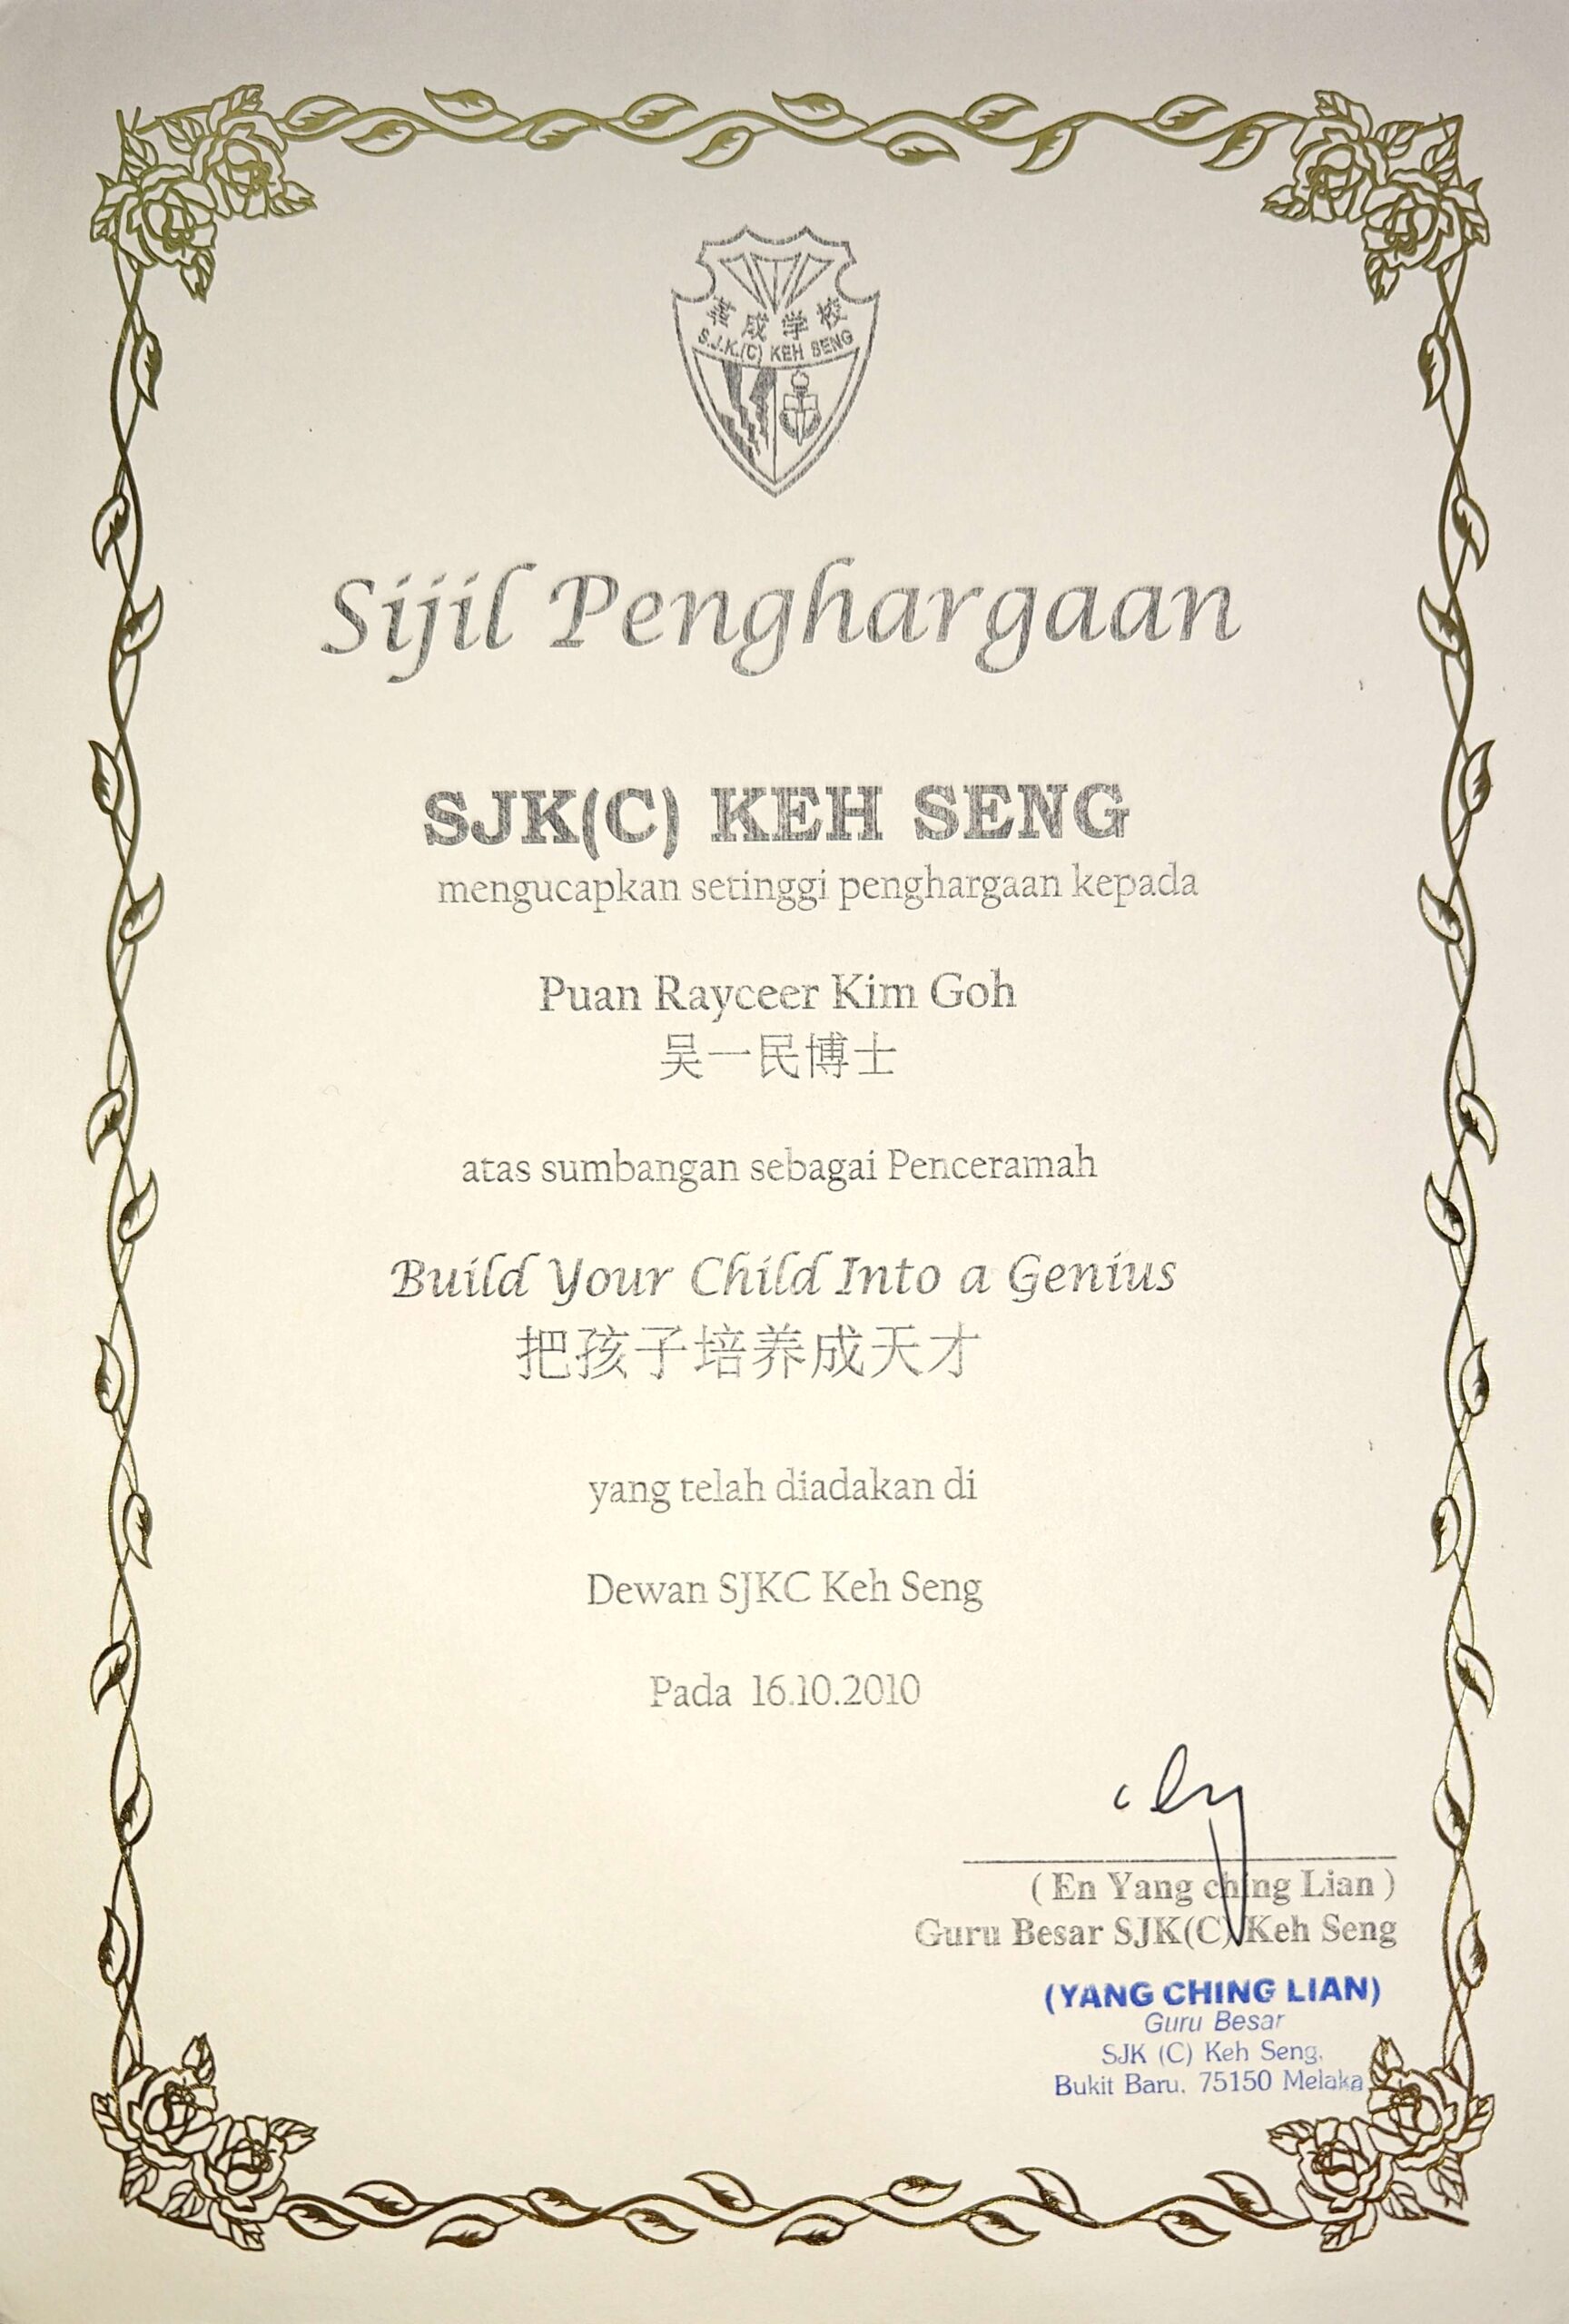 成学校
S.J.K.(C) KEH SENG
Sijil Penghargaan
SJK(C) KEH SENG
mengucapkan setinggi penghargaan kepada
Puan Rayceer Kim Goh
吴一民博士
atas sumbangan sebagai Penceramah
Build Your Child Into a Genius
把孩子培养成天才
yang telah diadakan di
Dewan SJKC Keh Seng
Pada 16.10.2010
( En Yang ching Lian )
Guru Besar SJK(C) Keh Seng
(YANG CHING LIAN)
Guru Besar
SJK (C) Keh Seng,
Bukit Baru, 75150 Melaka